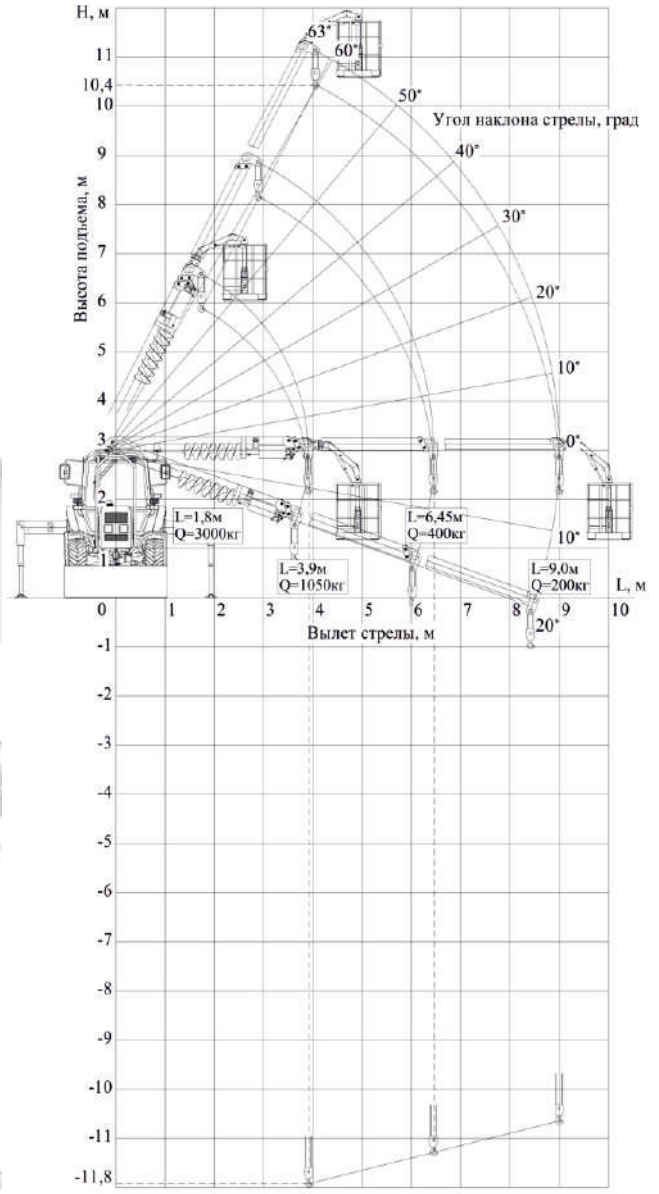 H, м
63°
60°
11
10,4
10
50°
Угол наклона стрелы, град
9
40°
8
30°
7
20°
6
5
10°
4
3
0°
2
L=1,8м
Q=3000кг
L=6,45м
Q=400кг
10°
1
L=3,9м
Q=1050кг
L=9,0м
Q=200кг
L, м
0 1 2 3 4 5 6 7 8 9 10
20°
Вылет стрелы, м
Высота подъема, м
-1
-2
-3
-4
-5
-6
-7
-8
-9
-10
-11
-11,8